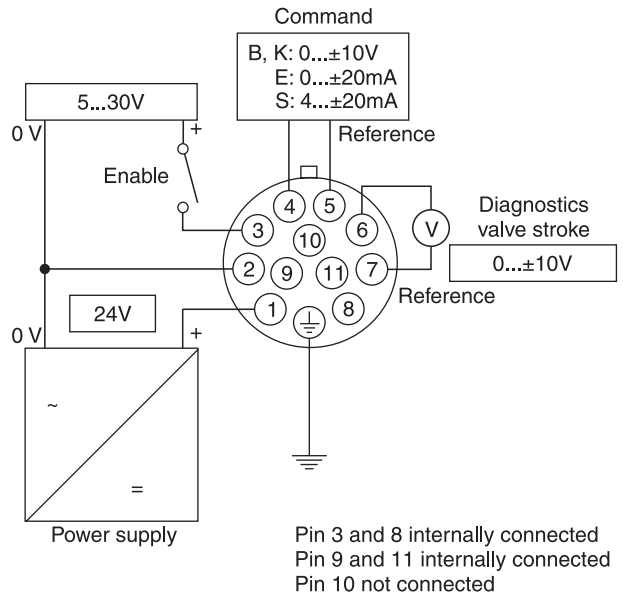 Command
B, K: 0...±10V
E: 0...±20mA
S: 4...±20mA
5...30V
0 V
+
Reference
Enable
4
5
3
6
10
V
Diagnostics
valve stroke
0...±10V
2
9
11
7
Reference
24V
1
8
0 V
+
~
=
Power supply
Pin 3 and 8 internally connected
Pin 9 and 11 internally connected
Pin 10 not connected